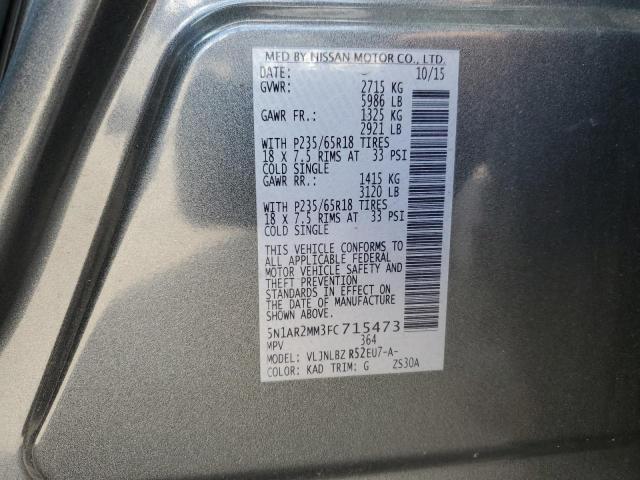 MFD BY NISSAN MOTOR CO., LTD.
DATE: 10/15
GVWR: 2715 KG
5986 LB
GAWR FR.: 1325 KG
2921 LB
WITH P235/65R18 TIRES
18 X 7.5 RIMS AT 33 PSI
COLD SINGLE
GAWR RR.: 1415 KG
3120 LB
WITH P235/65R18 TIRES
18 X 7.5 RIMS AT 33 PSI
COLD SINGLE
THIS VEHICLE CONFORMS TO
ALL APPLICABLE FEDERAL
MOTOR VEHICLE SAFETY AND
THEFT PREVENTION
STANDARDS IN EFFECT ON
THE DATE OF MANUFACTURE
SHOWN ABOVE.
5N1AR2MM3FC715473
MPV 364
MODEL: VLJNLBZ R52EU7-A-
COLOR: KAD TRIM: G ZS30A